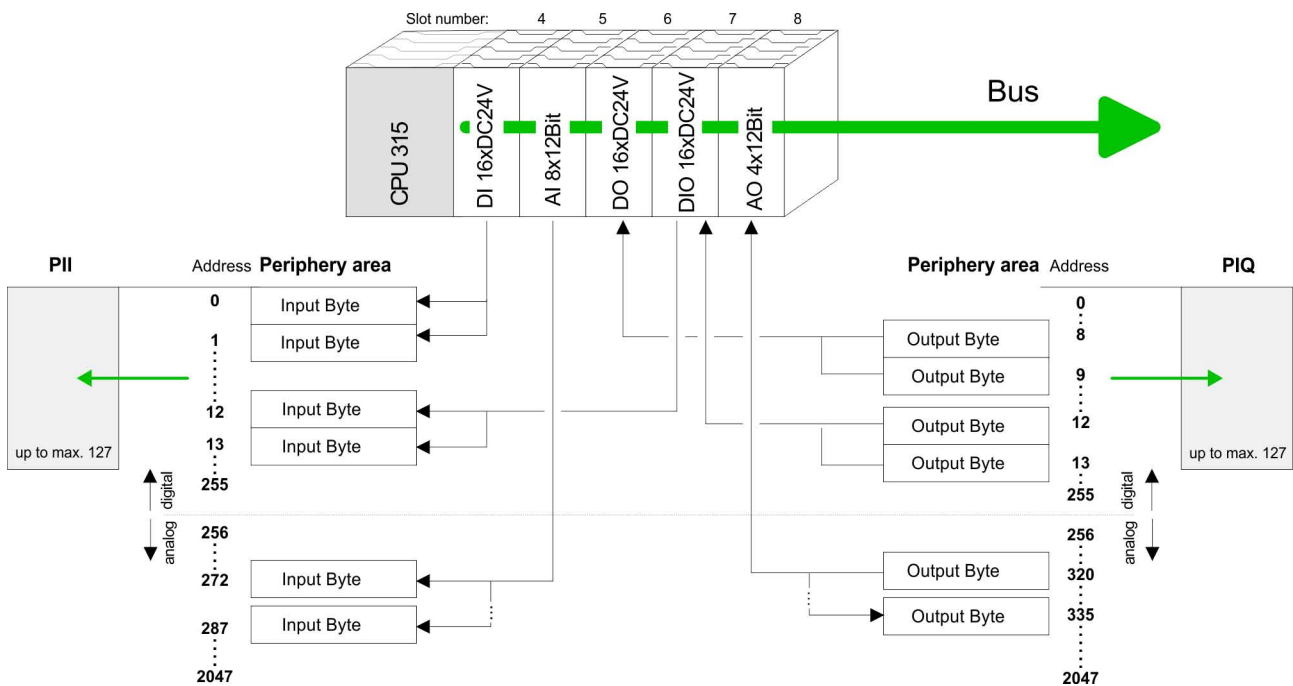 Slot number: 4 5 6 7 8
CPU 315
DI 16xDC24V
AI 8x12Bit
DO 16xDC24V
DIO 16xDC24V
AO 4x12Bit
Bus
PII
Address Periphery area
0 Input Byte
1 Input Byte
12 Input Byte
13 Input Byte
up to max. 127
255
digital
analog
256
272 Input Byte
287 Input Byte
2047
Periphery area Address
PIQ
0
Output Byte 8
Output Byte 9
Output Byte 12
Output Byte 13
up to max. 127
255
digital
analog
256
Output Byte 320
Output Byte 335
2047